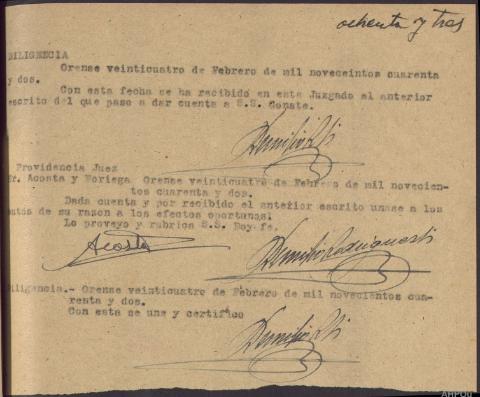 ochenta y tres
DILIGENCIA
Orense veinticuatro de Febrero de mil noveceintos cuarenta
y dos.
Con esta fecha se ha recibido en este Juzgado el anterior
escrito del que paso a dar cuenta a S.S. Conste.
Providencia Juez
Sr. Acosta y Noriega Orense veinticuatro de Febrero de mil novecien-
tos cuarenta y dos.
Dada cuenta y por recibido el anterior escrito unase a los
autos de su razon a los efectos oportunos.
Lo proveyo y rubrica S.S. Doy fe.
Acosta
Diligencia.- Orense veinticuatro de Febrero de mil novecientos cua-
renta y dos.
Con esta se une y certifico
AHPOU